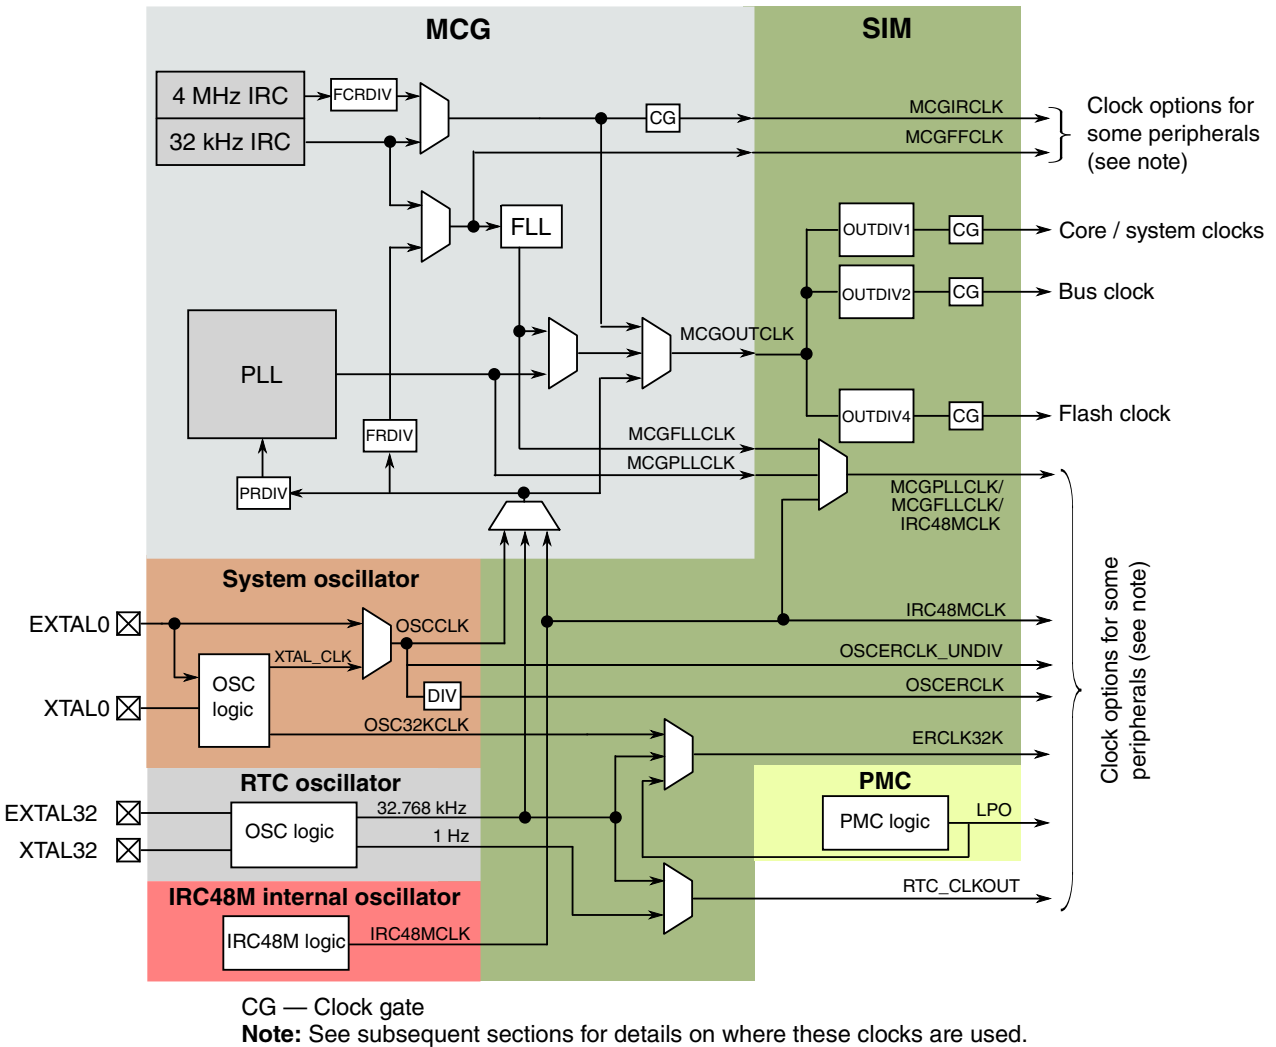 MCG
SIM
4 MHz IRC
FCRDIV
32 kHz IRC
CG
MCGIRCLK
MCGFFCLK
Clock options for
some peripherals
(see note)
FLL
OUTDIV1
CG
Core / system clocks
OUTDIV2
CG
Bus clock
PLL
MCGOUTCLK
OUTDIV4
CG
Flash clock
FRDIV
MCGFLLCLK
MCGPLLCLK
PRDIV
MCGPLLCLK/
MCGFLLCLK/
IRC48MCLK
System oscillator
EXTAL0
OSCCLK
IRC48MCLK
XTAL_CLK
OSCERCLK_UNDIV
OSC
logic
DIV
OSCERCLK
XTAL0
OSC32KCLK
ERCLK32K
Clock options for some
peripherals (see note)
RTC oscillator
PMC
EXTAL32
32.768 kHz
OSC logic
PMC logic
LPO
XTAL32
1 Hz
RTC_CLKOUT
IRC48M internal oscillator
IRC48M logic
IRC48MCLK
CG — Clock gate
Note: See subsequent sections for details on where these clocks are used.